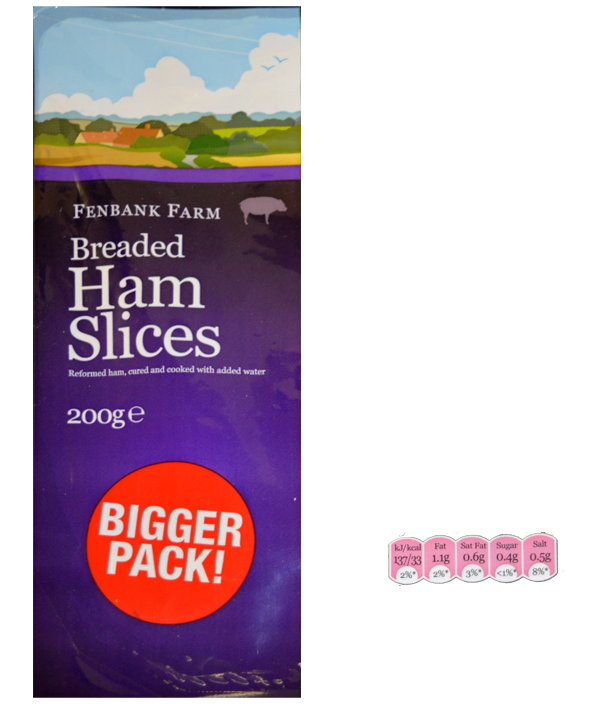 FENBANK FARM
Breaded
Ham
Slices
Reformed ham, cured and cooked with added water
200g℮
BIGGER
PACK!
kJ/kcal Fat Sat Fat Sugar Salt
137/33 1.1g 0.6g 0.4g 0.5g
2%* 2%* 3%* <1%* 8%*